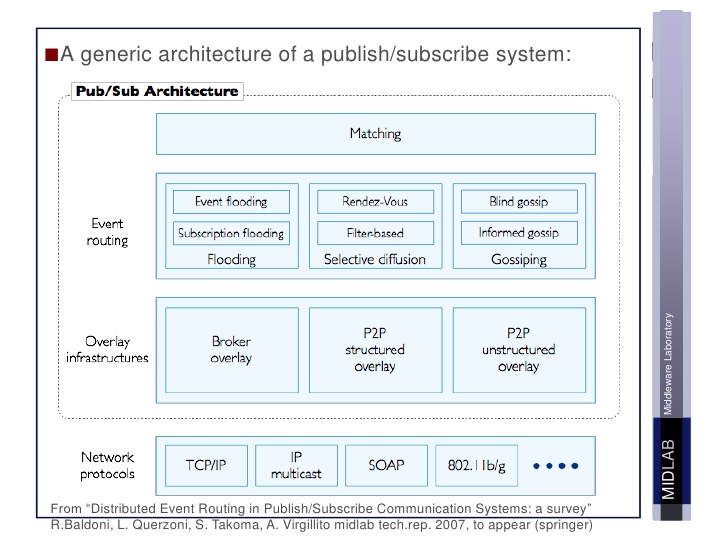 A generic architecture of a publish/subscribe system:
Pub/Sub Architecture
Matching
Event
routing
Event flooding
Subscription flooding
Flooding
Rendez-Vous
Filter-based
Selective diffusion
Blind gossip
Informed gossip
Gossiping
Overlay
infrastructures
Broker
overlay
P2P
structured
overlay
P2P
unstructured
overlay
Network
protocols
TCP/IP
IP
multicast
SOAP
802.11b/g
From “Distributed Event Routing in Publish/Subscribe Communication Systems: a survey”
R.Baldoni, L. Querzoni, S. Takoma, A. Virgillito midlab tech.rep. 2007, to appear (springer)
Middleware Laboratory
MIDLAB